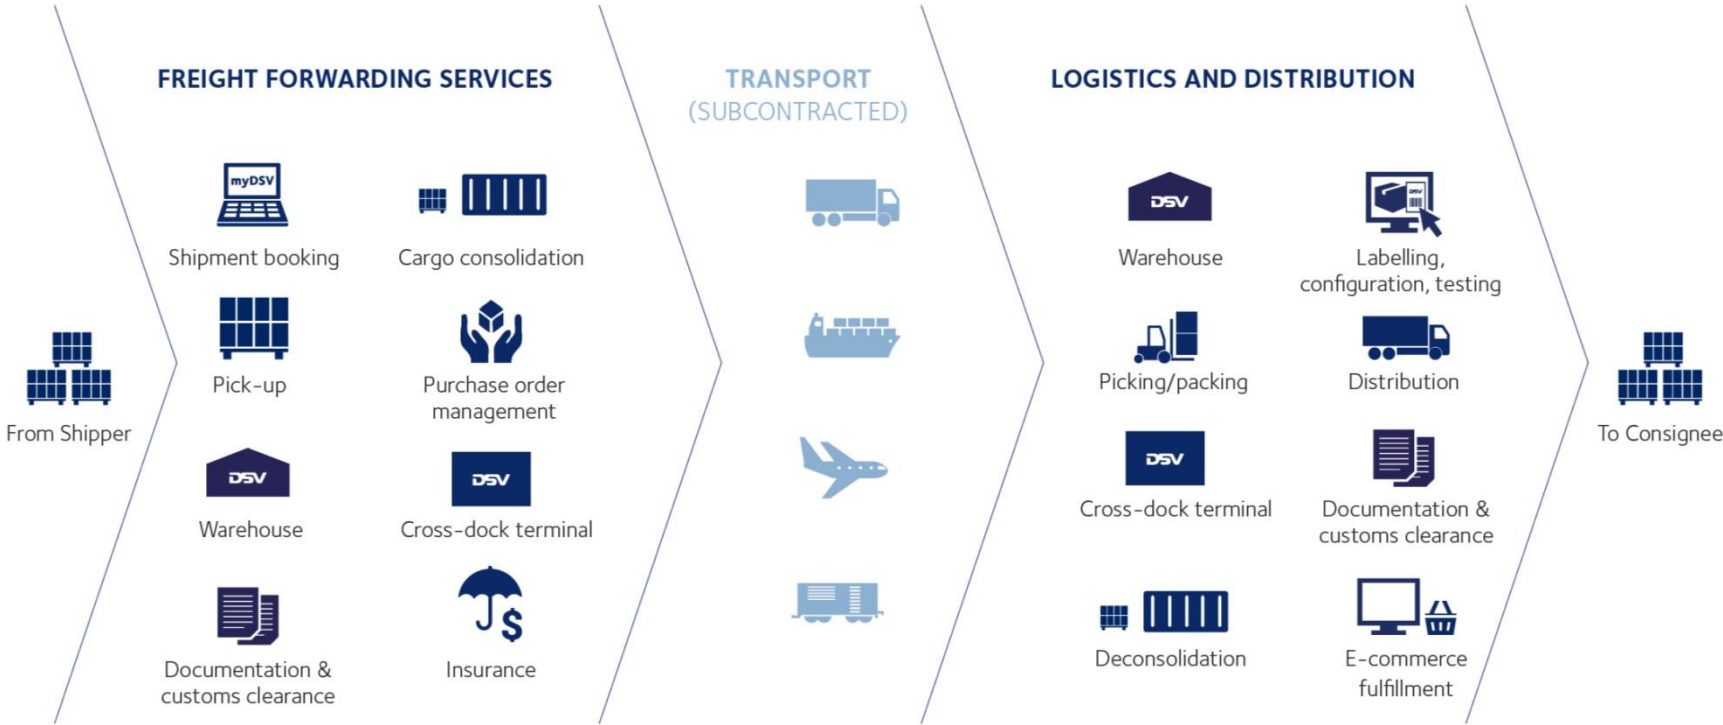 FREIGHT FORWARDING SERVICES
TRANSPORT
(SUBCONTRACTED)
LOGISTICS AND DISTRIBUTION
From Shipper
myDSV
Shipment booking
Cargo consolidation
Pick-up
Purchase order
management
DSV
Warehouse
DSV
Cross-dock terminal
Documentation &
customs clearance
Insurance
$
DSV
Warehouse
DSV
Labelling,
configuration, testing
Picking/packing
Distribution
DSV
Cross-dock terminal
Documentation &
customs clearance
Deconsolidation
E-commerce
fulfillment
To Consignee